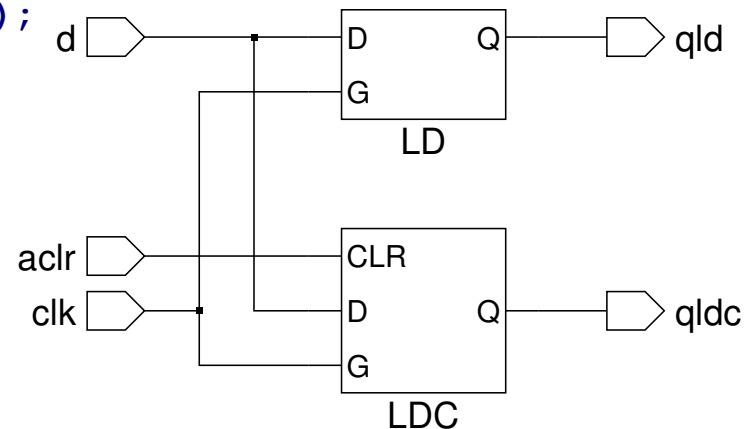 );
d D Q qld
G
LD
aclr CLR
clk D Q qldc
G
LDC